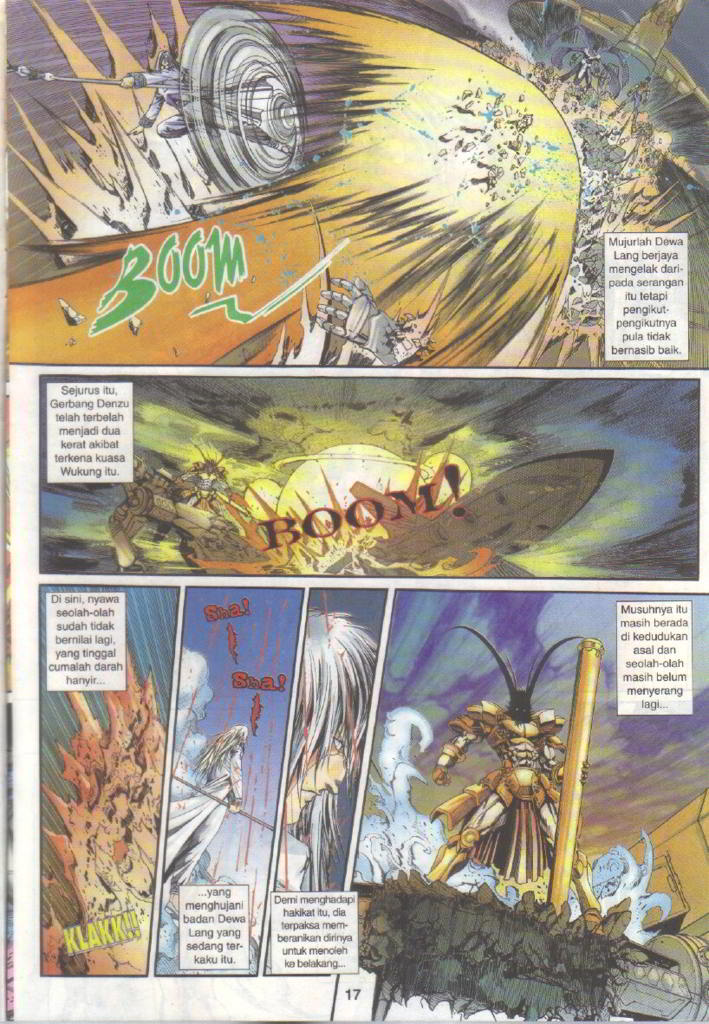 BOOM
Mujurlah Dewa
Lang berjaya
mengelak dari-
pada serangan
itu tetapi
pengikut-
pengikutnya
pula tidak
bernasib baik.
Sejurus itu,
Gerbang Denzu
telah terbelah
menjadi dua
kerat akibat
terkena kuasa
Wukung itu.
BOOM!
Di sini, nyawa
seolah-olah
sudah tidak
bernilai lagi,
yang tinggal
cumalah darah
hanyir...
KLAKK!!
Sha!
Sha!
...yang
menghujani
badan Dewa
Lang yang
sedang ter-
kaku itu.
Demi menghadapi
hakikat itu, dia
terpaksa mem-
beranikan dirinya
untuk menoleh
ke belakang...
Musuhnya itu
masih berada
di kedudukan
asal dan
seolah-olah
masih belum
menyerang
lagi...
17